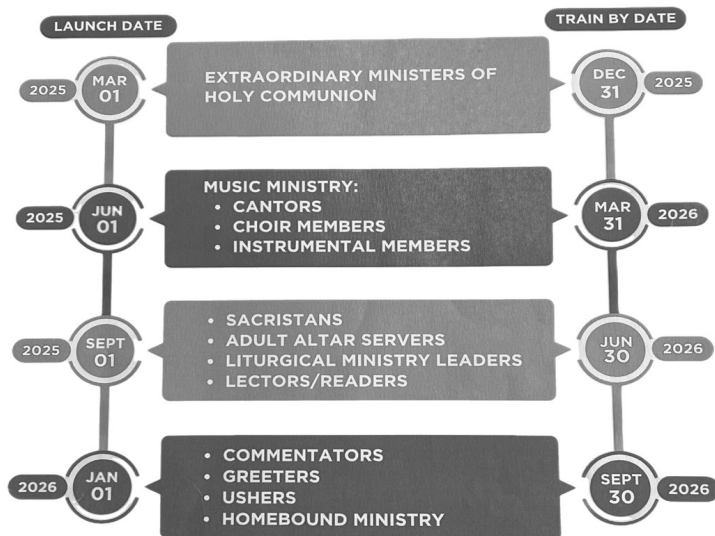 LAUNCH DATE
TRAIN BY DATE
2025
MAR
01
EXTRAORDINARY MINISTERS OF
HOLY COMMUNION
DEC
31
2025
2025
JUN
01
MUSIC MINISTRY:
• CANTORS
• CHOIR MEMBERS
• INSTRUMENTAL MEMBERS
MAR
31
2026
2025
SEPT
01
• SACRISTANS
• ADULT ALTAR SERVERS
• LITURGICAL MINISTRY LEADERS
• LECTORS/READERS
JUN
30
2026
2026
JAN
01
• COMMENTATORS
• GREETERS
• USHERS
• HOMEBOUND MINISTRY
SEPT
30
2026